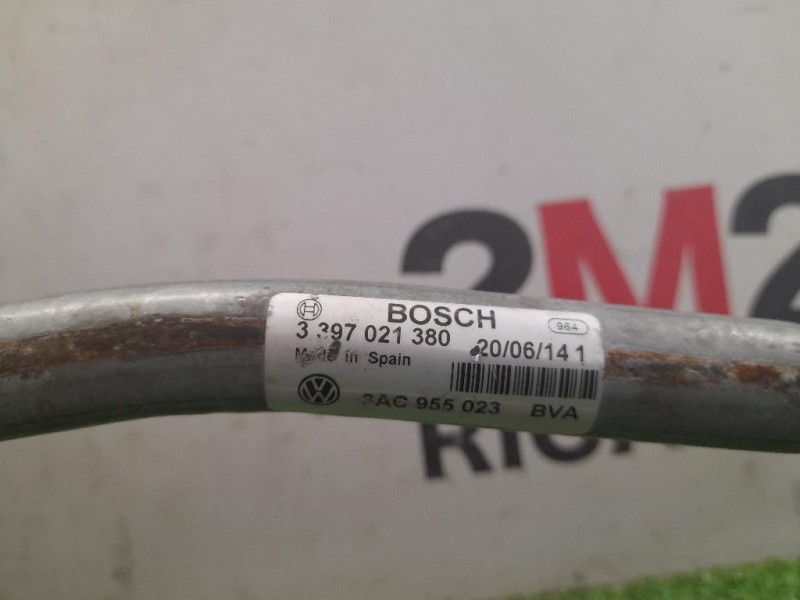 BOSCH 964
3 397 021 380 20/06/14 1
Made in Spain
3AC 955 023 BVA
2M2